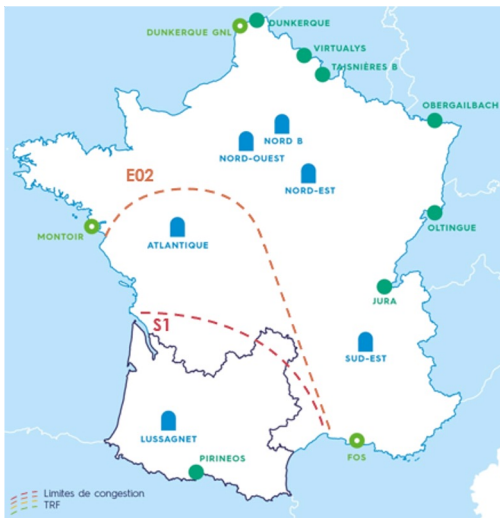 DUNKERQUE
DUNKERQUE GNL
VIRTUALYS
TAISNIÈRES B
OBERGAILBACH
NORD B
NORD-OUEST
E02
NORD-EST
OLTINGUE
MONTOIR
ATLANTIQUE
JURA
S1
SUD-EST
LUSSAGNET
PIRINEOS
FOS
Limites de congestion
TRF